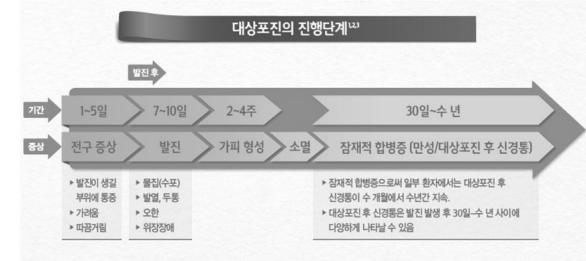 대상포진의 진행단계1,2,3
발진 후
기간 1~5일 7~10일 2~4주 30일~수 년
증상 전구 증상 발진 가피 형성 소멸 잠재적 합병증 (만성/대상포진 후 신경통)
▸ 발진이 생길
부위에 통증
▸ 가려움
▸ 따끔거림
▸ 물집(수포)
▸ 발열, 두통
▸ 오한
▸ 위장장애
▸ 잠재적 합병증으로써 일부 환자에서는 대상포진 후
신경통이 수 개월에서 수년간 지속.
▸ 대상포진 후 신경통은 발진 발생 후 30일~수 년 사이에
다양하게 나타날 수 있음